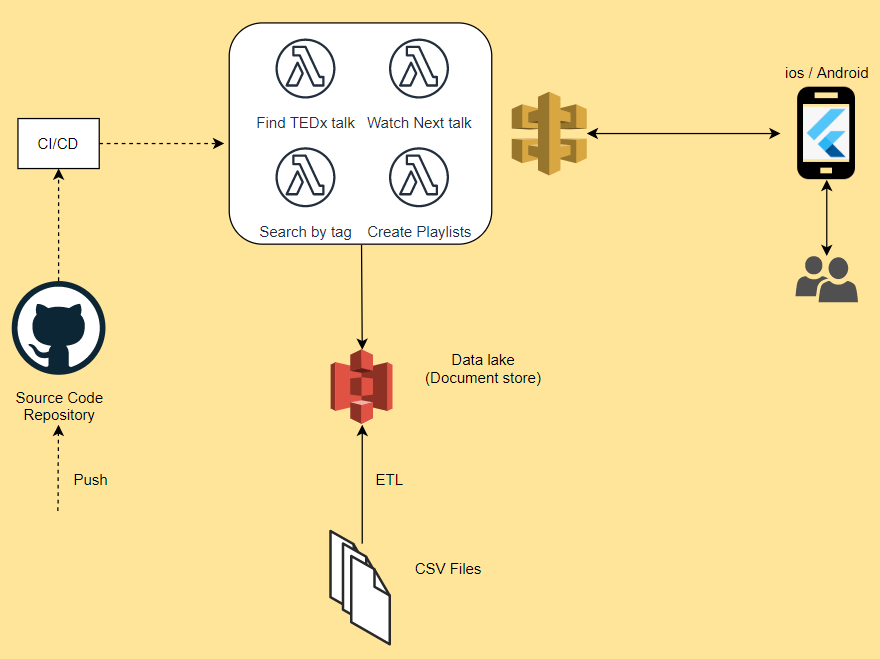 ios / Android
Find TEDx talk
Watch Next talk
CI/CD
Search by tag
Create Playlists
Data lake
(Document store)
Source Code
Repository
Push
ETL
CSV Files